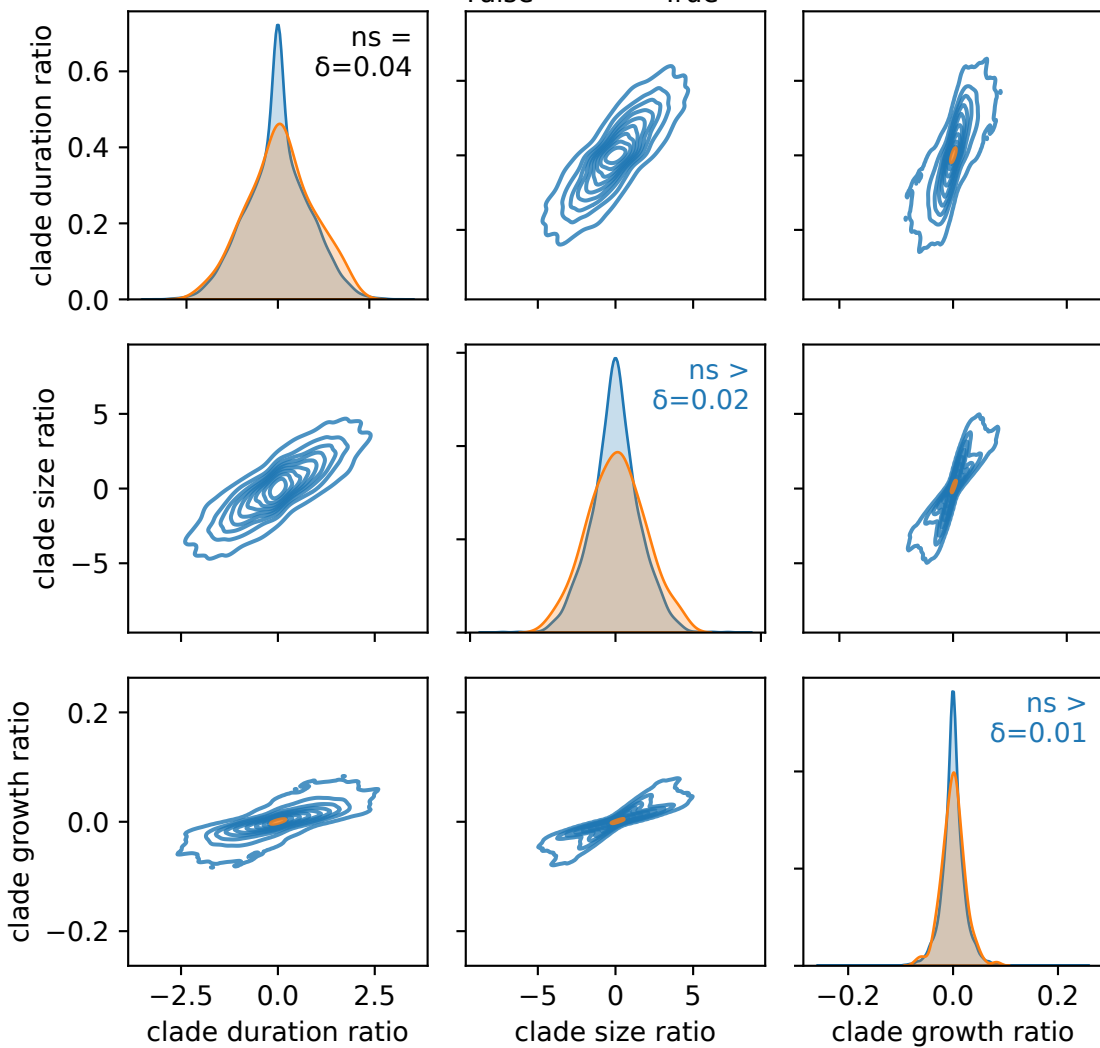 clade duration ratio
0.6
0.4
0.2
0.0
ns =
δ=0.04
clade size ratio
5
0
−5
ns >
δ=0.02
clade growth ratio
0.2
0.0
−0.2
ns >
δ=0.01
−2.5 0.0 2.5
−5 0 5
−0.2 0.0 0.2
clade duration ratio
clade size ratio
clade growth ratio